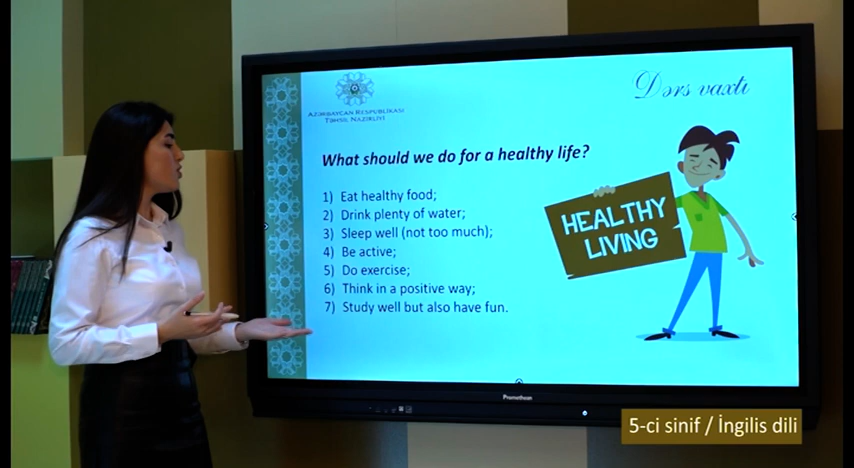 Dərs vaxtı
AZƏRBAYCAN RESPUBLİKASI
TƏHSİL NAZİRLİYİ
What should we do for a healthy life?
1) Eat healthy food;
2) Drink plenty of water;
3) Sleep well (not too much);
4) Be active;
5) Do exercise;
6) Think in a positive way;
7) Study well but also have fun.
HEALTHY
LIVING
Promethean
5-ci sinif / İngilis dili